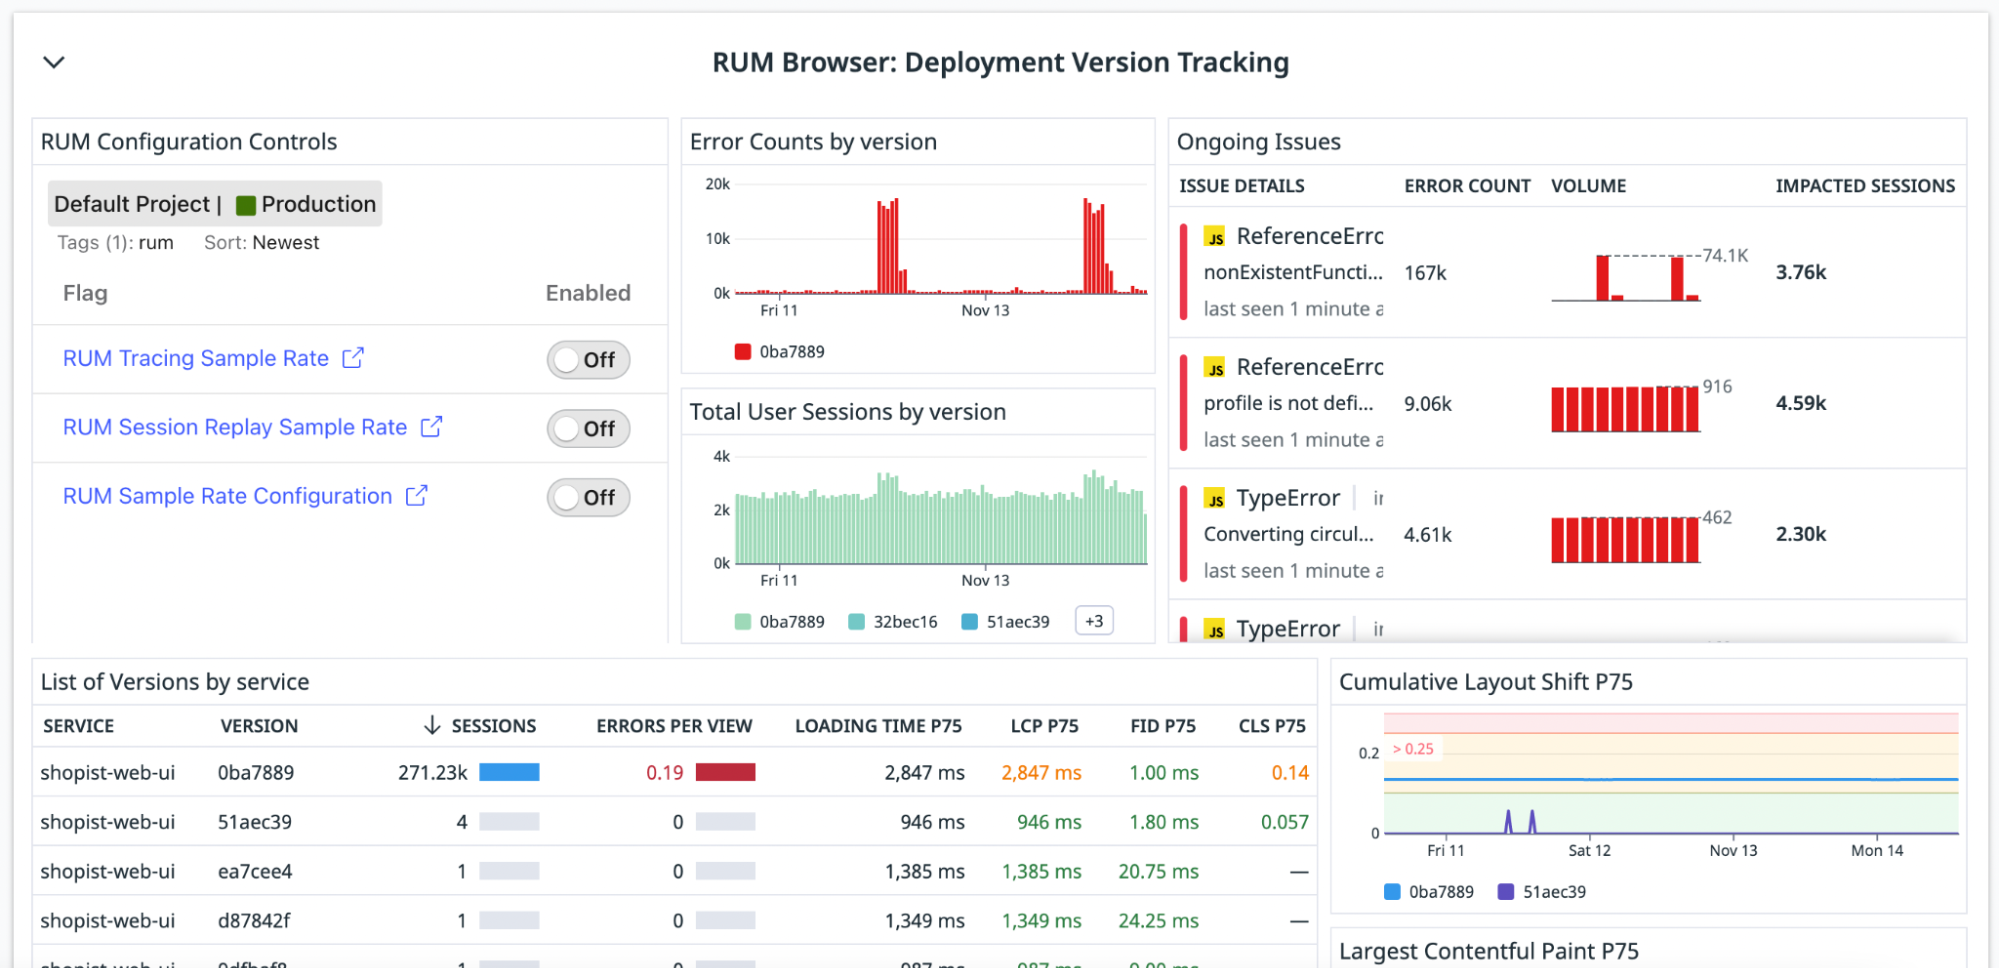 RUM Browser: Deployment Version Tracking
RUM Configuration Controls
Default Project | Production
Tags (1): rum Sort: Newest
Flag Enabled
RUM Tracing Sample Rate Off
RUM Session Replay Sample Rate Off
RUM Sample Rate Configuration Off
Error Counts by version
20k
10k
0k
Fri 11 Nov 13
0ba7889
Total User Sessions by version
4k
2k
0k
Fri 11 Nov 13
0ba7889 32bec16 51aec39 +3
Ongoing Issues
ISSUE DETAILS ERROR COUNT VOLUME IMPACTED SESSIONS
JS ReferenceErrc
nonExistentFuncti... 167k 74.1K 3.76k
last seen 1 minute a
JS ReferenceErrc
profile is not defi... 9.06k 916 4.59k
last seen 1 minute a
JS TypeError
Converting circul... 4.61k 462 2.30k
last seen 1 minute a
JS TypeError
List of Versions by service
SERVICE VERSION SESSIONS ERRORS PER VIEW LOADING TIME P75 LCP P75 FID P75 CLS P75
shopist-web-ui 0ba7889 271.23k 0.19 2,847 ms 2,847 ms 1.00 ms 0.14
shopist-web-ui 51aec39 4 0 946 ms 946 ms 1.80 ms 0.057
shopist-web-ui ea7cee4 1 0 1,385 ms 1,385 ms 20.75 ms —
shopist-web-ui d87842f 1 0 1,349 ms 1,349 ms 24.25 ms —
Cumulative Layout Shift P75
0.2 > 0.25
0
Fri 11 Sat 12 Nov 13 Mon 14
0ba7889 51aec39
Largest Contentful Paint P75